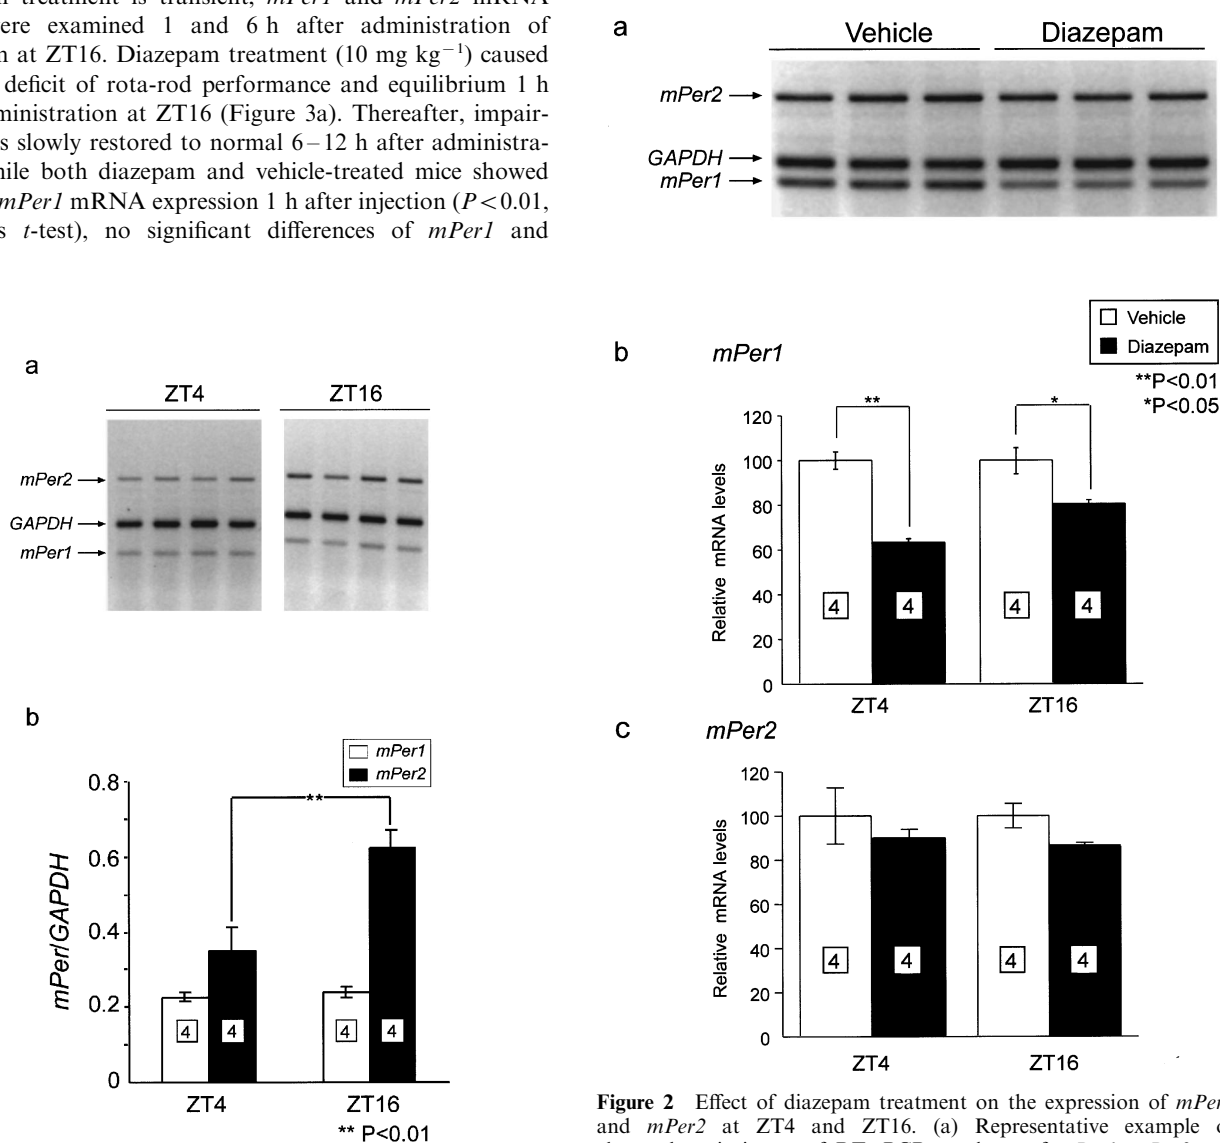 treatment is transient, mPer1 and mPer2 mRNA
were examined 1 and 6 h after administration of
at ZT16. Diazepam treatment (10 mg kg−1) caused
deficit of rota-rod performance and equilibrium 1 h
at ZT16 (Figure 3a). Thereafter, impair-
slowly restored to normal 6–12 h after administra-
both diazepam and vehicle-treated mice showed
mPer1 mRNA expression 1 h after injection (P<0.01,
t-test), no significant differences of mPer1 and
a
ZT4 ZT16
mPer2
GAPDH
mPer1
b
mPer1
mPer2
**
0.8
0.6
0.4
0.2
0
mPer/GAPDH
4 4 4 4
ZT4 ZT16
** P<0.01
a
Vehicle Diazepam
mPer2
GAPDH
mPer1
Vehicle
Diazepam
**P<0.01
*P<0.05
b mPer1
** *
120
100
80
60
40
20
0
Relative mRNA levels
4 4 4 4
ZT4 ZT16
c mPer2
120
100
80
60
40
20
0
Relative mRNA levels
4 4 4 4
ZT4 ZT16
Figure 2 Effect of diazepam treatment on the expression of
and mPer2 at ZT4 and ZT16. (a) Representative example